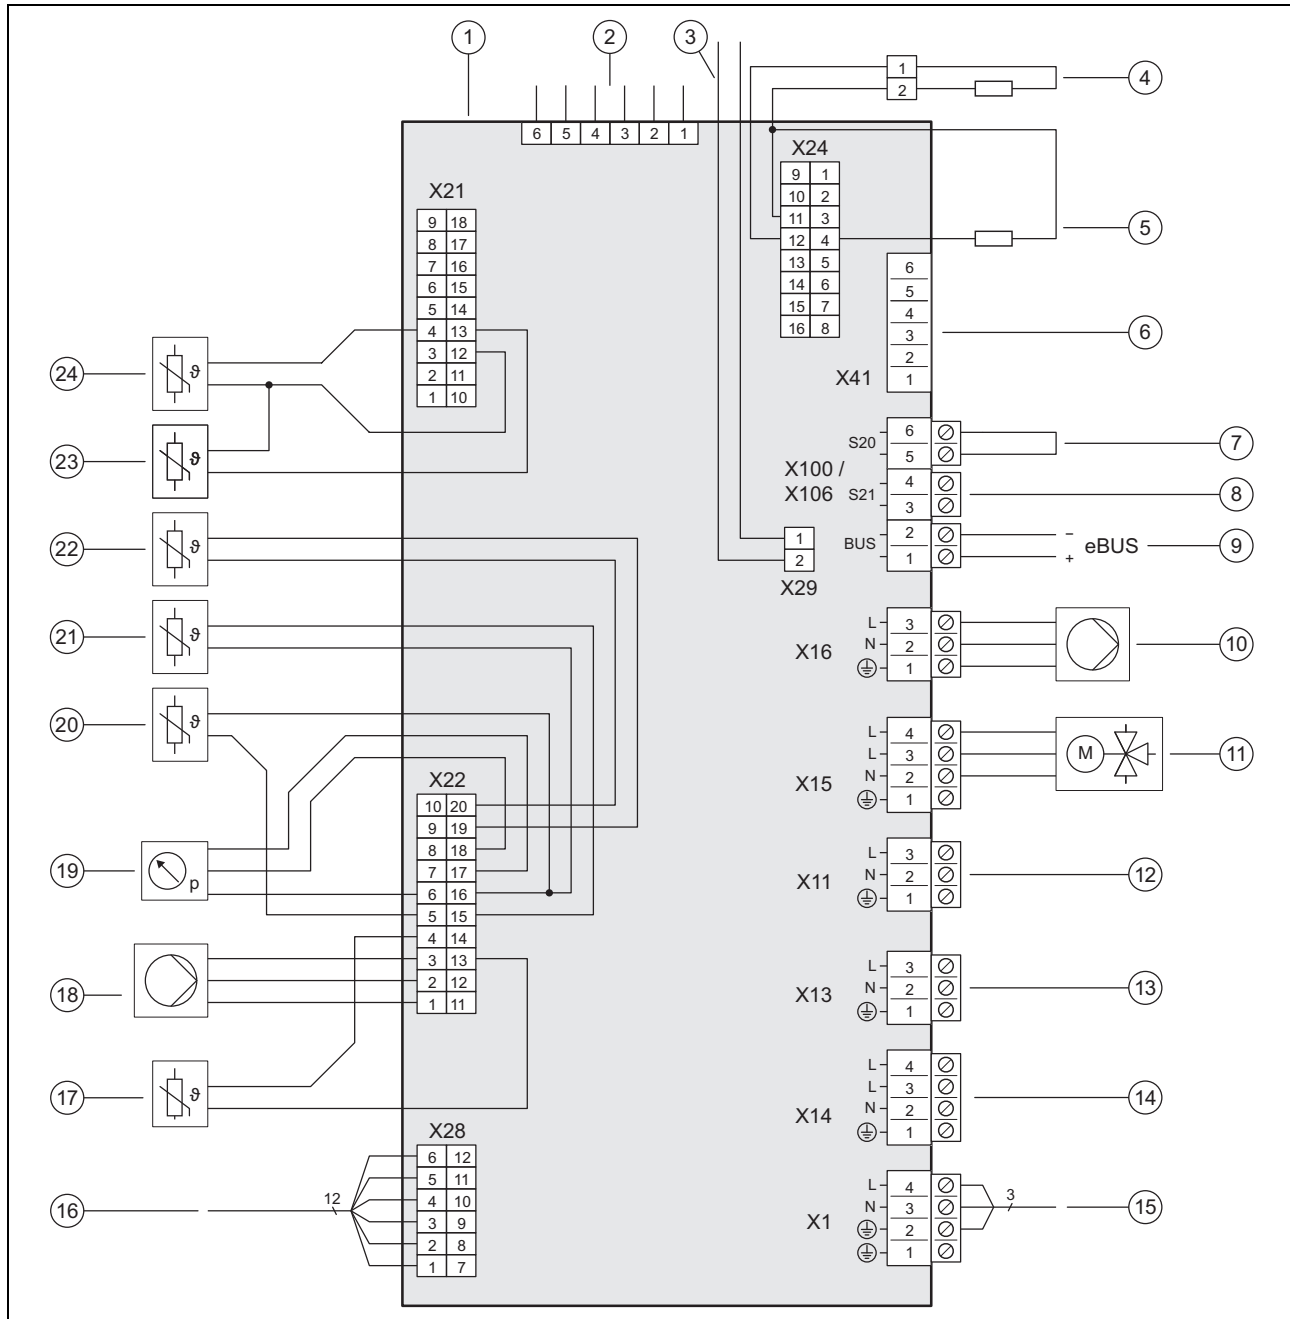 1
2
3
4
5
6
7
8
9
10
11
12
13
14
15
16
17
18
19
20
21
22
23
24
6 5 4 3 2 1
1
2
X24
9 1
10 2
11 3
12 4
13 5
14 6
15 7
16 8
X21
9 18
8 17
7 16
6 15
5 14
4 13
3 12
2 11
1 10
X41
6
5
4
3
2
1
X100 /
X106
S20
S21
BUS
6
5
4
3
2
1
− eBUS
+
X29
1
2
X16
L 3
N 2
1
X15
L 4
L 3
N 2
1
M
X11
L 3
N 2
1
X13
L 3
N 2
1
X14
L 4
L 3
N 2
1
X1
L 4
N 3
2
1
3
ϑ
ϑ
ϑ
ϑ
ϑ
p
ϑ
X22
10 20
9 19
8 18
7 17
6 16
5 15
4 14
3 13
2 12
1 11
X28
6 12
5 11
4 10
3 9
2 8
1 7
12